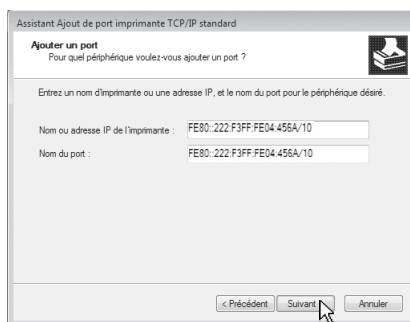 Assistant Ajout de port imprimante TCP/IP standard
Ajouter un port
Pour quel périphérique voulez-vous ajouter un port ?
Entrez un nom d'imprimante ou une adresse IP, et le nom du port pour le périphérique désiré.
Nom ou adresse IP de l'imprimante : FE80::222:F3FF:FE04:456A/10
Nom du port : FE80::222:F3FF:FE04:456A/10
< Précédent Suivant Annuler